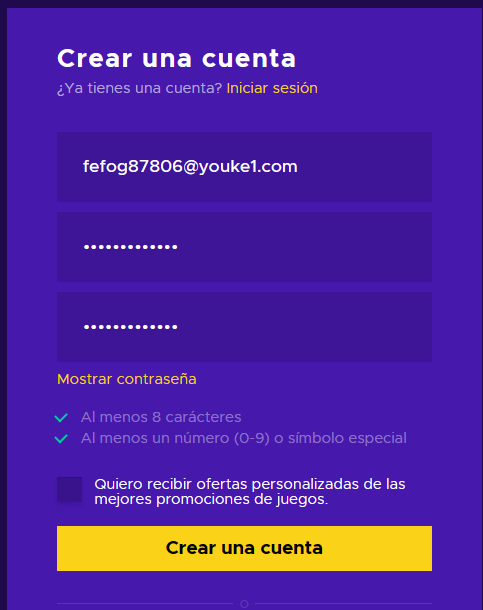 Crear una cuenta
¿Ya tienes una cuenta? Iniciar sesión
fefog87806@youke1.com
•••••••••••••
•••••••••••••
Mostrar contraseña
Al menos 8 carácteres
Al menos un número (0-9) o símbolo especial
Quiero recibir ofertas personalizadas de las
mejores promociones de juegos.
Crear una cuenta